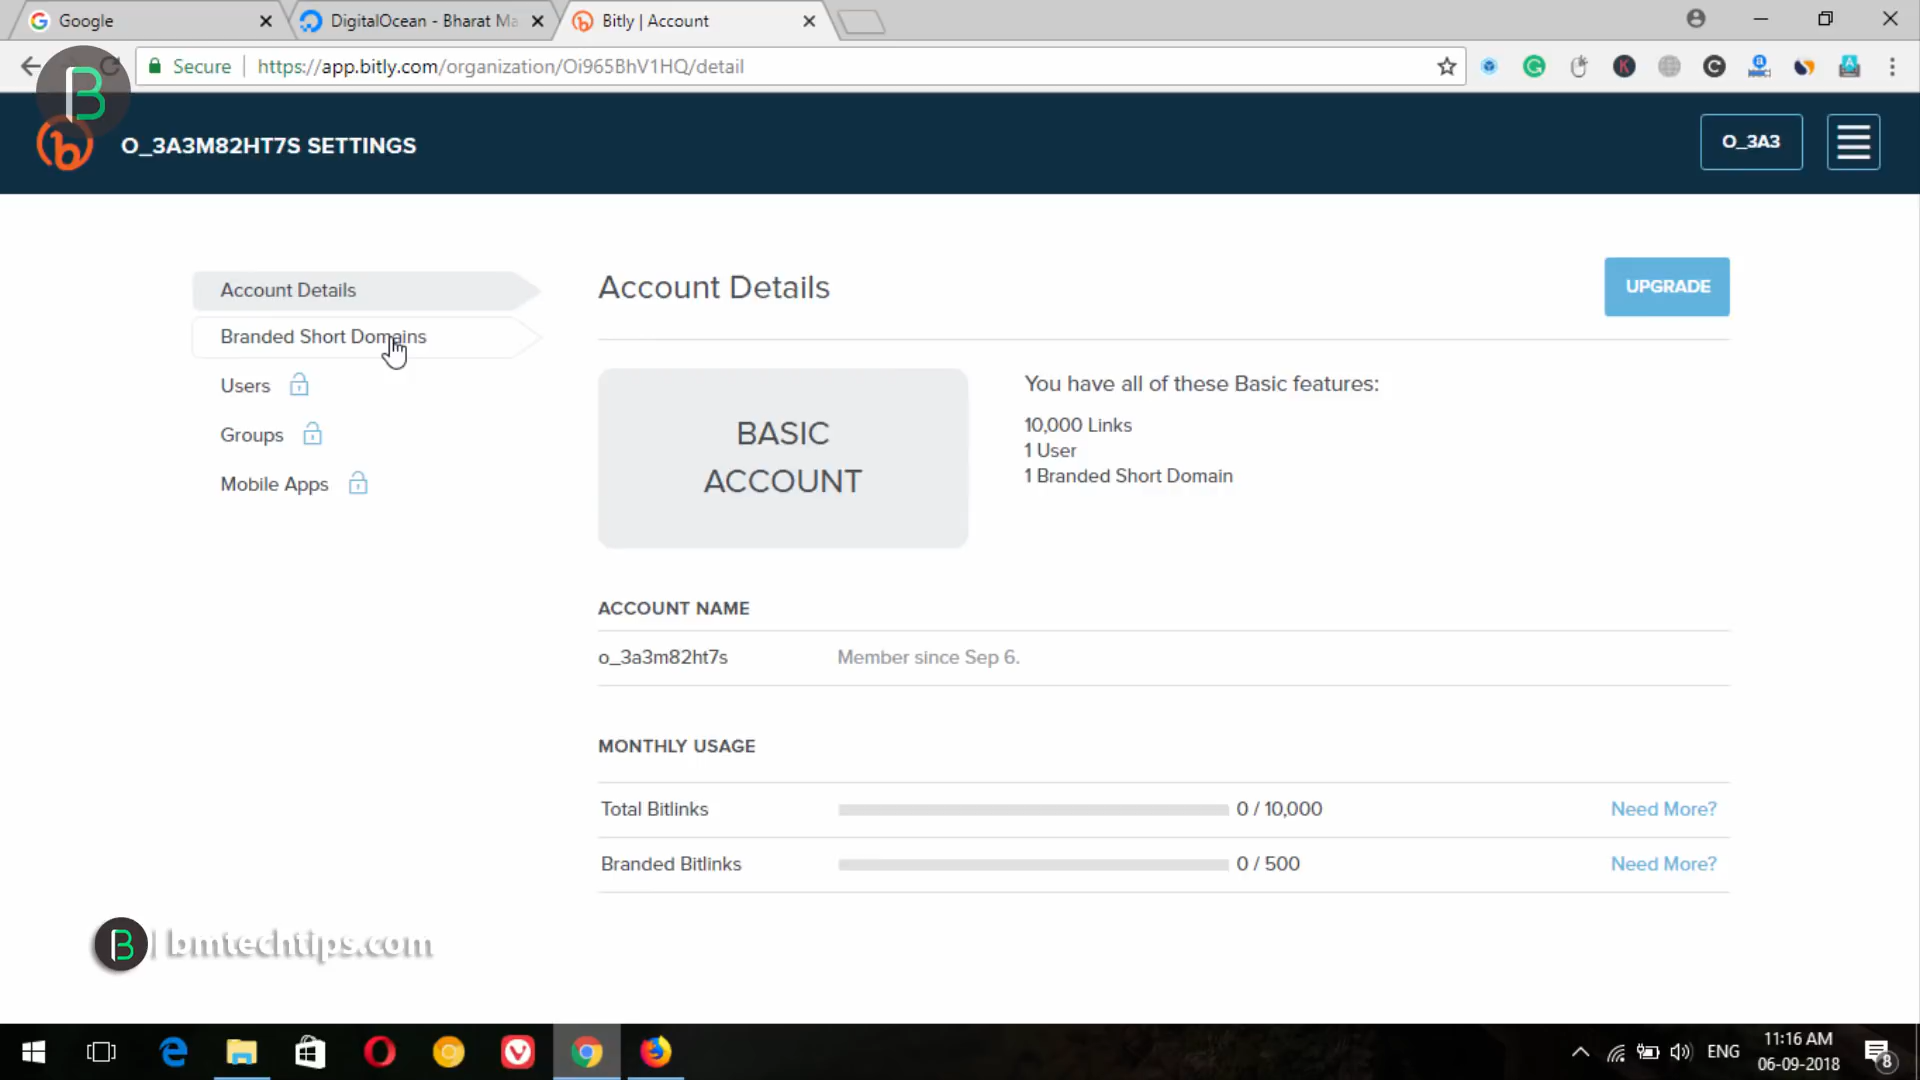 Google
DigitalOcean - Bharat Ma
Bitly | Account
Secure
https://app.bitly.com/organization/Oi965BhV1HQ/detail
O_3A3M82HT7S SETTINGS
O_3A3
Account Details
Branded Short Domains
Users
Groups
Mobile Apps
Account Details
UPGRADE
BASIC
ACCOUNT
You have all of these Basic features:
10,000 Links
1 User
1 Branded Short Domain
ACCOUNT NAME
o_3a3m82ht7s
Member since Sep 6.
MONTHLY USAGE
Total Bitlinks
0 / 10,000
Need More?
Branded Bitlinks
0 / 500
Need More?
bmtechtips.com
ENG
11:16 AM
06-09-2018
8